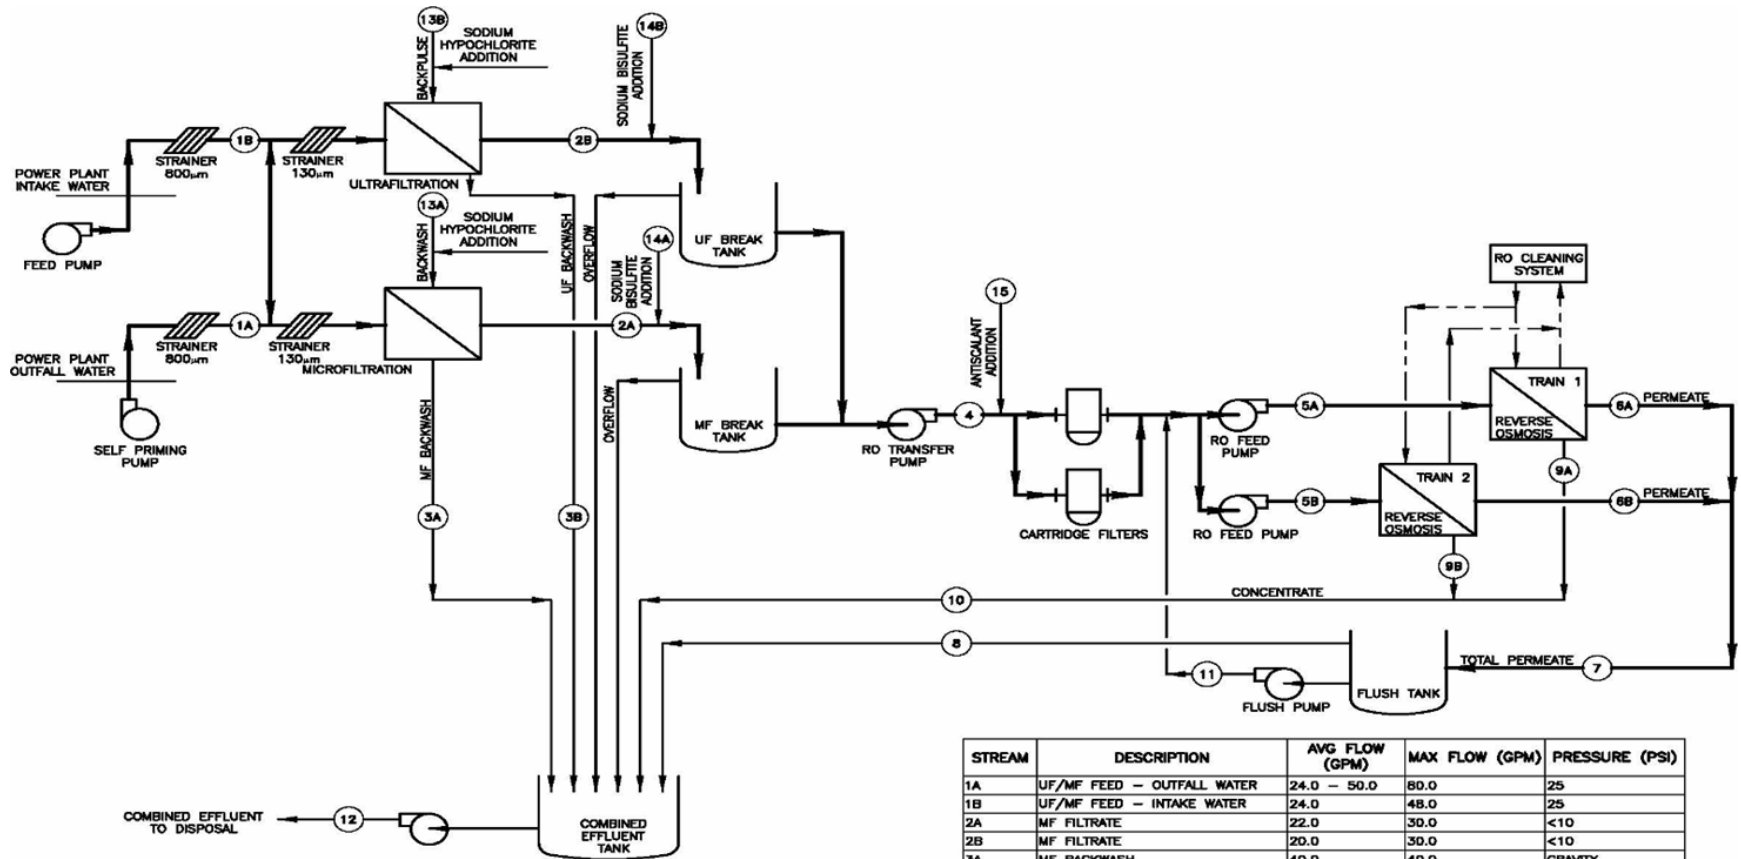 13B
SODIUM
HYPOCHLORITE
ADDITION
BACKPULSE
14B
SODIUM BISULFITE
ADDITION
1B
2B
STRAINER
800μm
STRAINER
130μm
POWER PLANT
INTAKE WATER
ULTRAFILTRATION
13A
SODIUM
HYPOCHLORITE
ADDITION
BACKWASH
UF BACKWASH
OVERFLOW
14A
SODIUM
BISULFITE
ADDITION
UF BREAK
TANK
FEED PUMP
RO CLEANING
SYSTEM
15
ANTISCALANT
ADDITION
1A
2A
STRAINER
800μm
STRAINER
130μm
POWER PLANT
OUTFALL WATER
MICROFILTRATION
SELF PRIMING
PUMP
MF BACKWASH
OVERFLOW
MF BREAK
TANK
RO TRANSFER
PUMP
4
RO FEED
PUMP
5A
TRAIN 1
REVERSE
OSMOSIS
6A
PERMEATE
9A
CARTRIDGE FILTERS
RO FEED PUMP
5B
TRAIN 2
REVERSE
OSMOSIS
6B
PERMEATE
9B
3A
3B
10
CONCENTRATE
8
11
FLUSH PUMP
FLUSH TANK
TOTAL PERMEATE
7
COMBINED EFFLUENT
TO DISPOSAL
12
COMBINED
EFFLUENT
TANK
STREAM DESCRIPTION AVG FLOW (GPM) MAX FLOW (GPM) PRESSURE (PSI)
1A UF/MF FEED – OUTFALL WATER 24.0 – 50.0 80.0 25
1B UF/MF FEED – INTAKE WATER 24.0 48.0 25
2A MF FILTRATE 22.0 30.0 <10
2B MF FILTRATE 20.0 30.0 <10
3A MF BACKWASH 40.0 40.0 GRAVITY